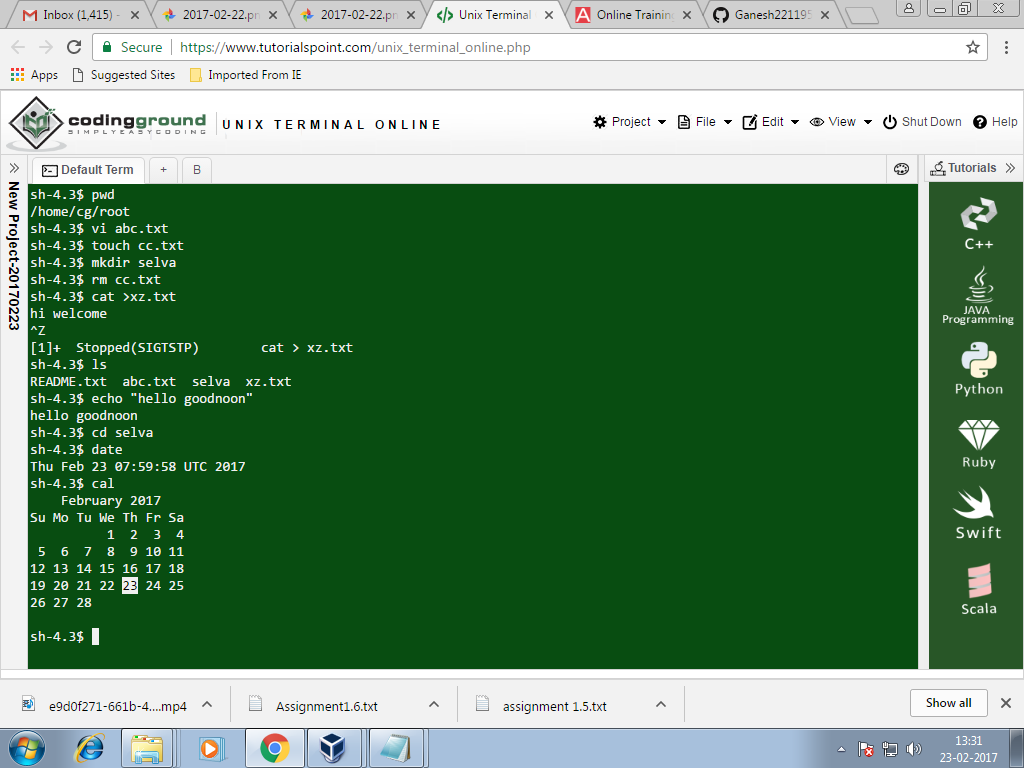 Inbox (1,415) -
2017-02-22.pn
2017-02-22.pn
Unix Terminal
Online Training
Ganesh221195
Secure
https://www.tutorialspoint.com/unix_terminal_online.php
Apps
Suggested Sites
Imported From IE
codingground
SIMPLYEASYCODING
UNIX TERMINAL ONLINE
Project
File
Edit
View
Shut Down
Help
Default Term
+
B
Tutorials
New Project-20170223
sh-4.3$ pwd
/home/cg/root
sh-4.3$ vi abc.txt
sh-4.3$ touch cc.txt
sh-4.3$ mkdir selva
sh-4.3$ rm cc.txt
sh-4.3$ cat >xz.txt
hi welcome
^Z
[1]+  Stopped(SIGTSTP)        cat > xz.txt
sh-4.3$ ls
README.txt  abc.txt  selva  xz.txt
sh-4.3$ echo "hello goodnoon"
hello goodnoon
sh-4.3$ cd selva
sh-4.3$ date
Thu Feb 23 07:59:58 UTC 2017
sh-4.3$ cal
    February 2017
Su Mo Tu We Th Fr Sa
          1  2  3  4
 5  6  7  8  9 10 11
12 13 14 15 16 17 18
19 20 21 22 23 24 25
26 27 28
sh-4.3$
C++
JAVA
Programming
Python
Ruby
Swift
Scala
e9d0f271-661b-4....mp4
Assignment1.6.txt
assignment 1.5.txt
Show all
13:31
23-02-2017